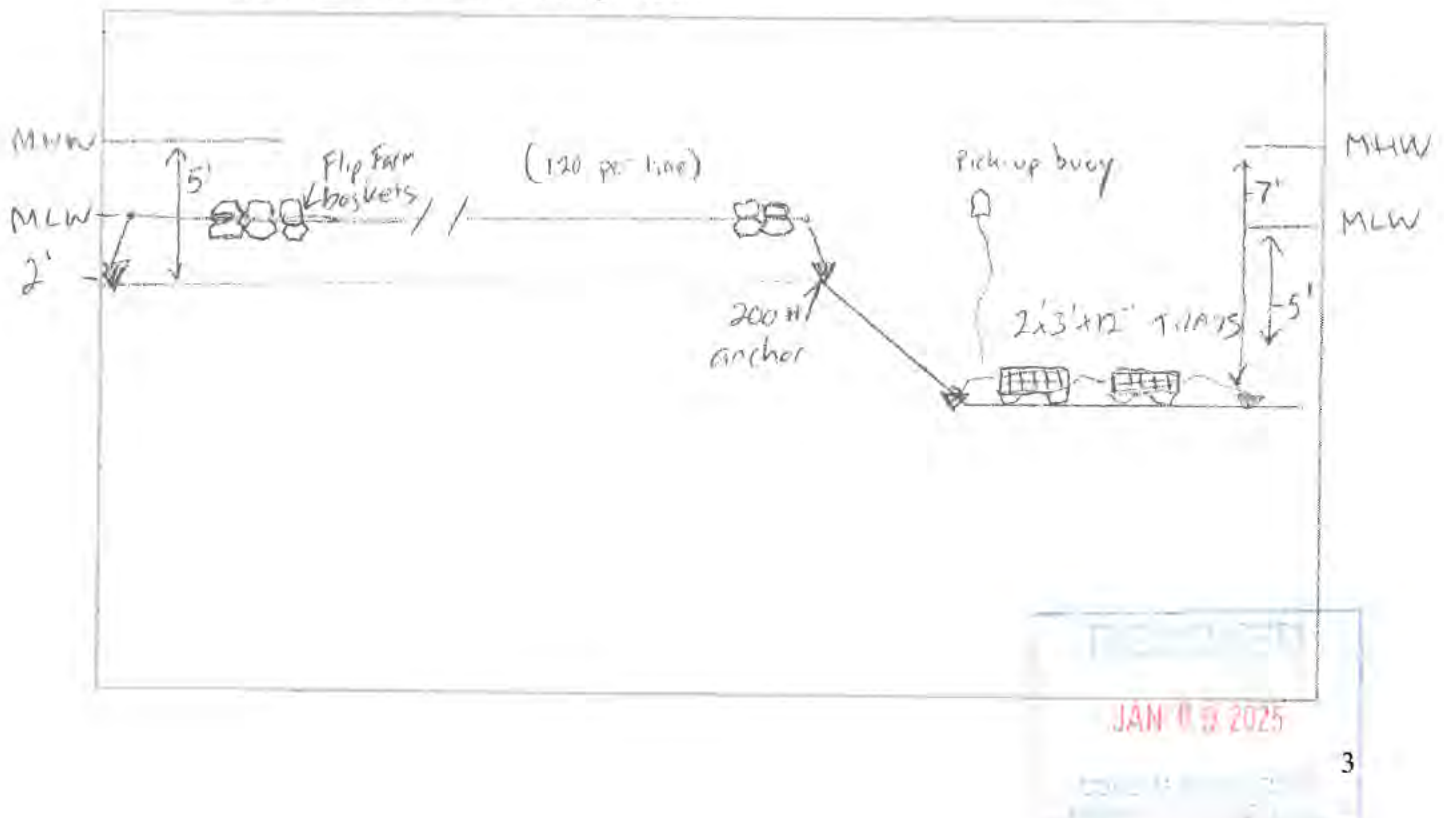 MHW
5'
Flip Farm
baskets
(120 per line)
Pick-up buoy
MHW
7'
MLW
MLW
2'
200#
anchor
2'x3'x12"
5'
JAN 2025
3